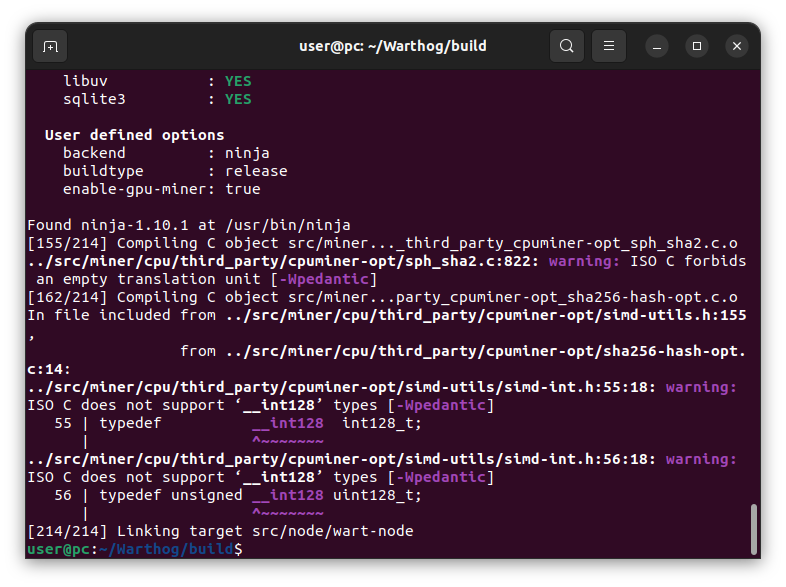 user@pc: ~/Warthog/build
libuv : YES
sqlite3 : YES
User defined options
backend : ninja
buildtype : release
enable-gpu-miner: true
Found ninja-1.10.1 at /usr/bin/ninja
[155/214] Compiling C object src/miner..._third_party_cpuminer-opt_sph_sha2.c.o
../src/miner/cpu/third_party/cpuminer-opt/sph_sha2.c:822: warning: ISO C forbids
an empty translation unit [-Wpedantic]
[162/214] Compiling C object src/miner...party_cpuminer-opt_sha256-hash-opt.c.o
In file included from ../src/miner/cpu/third_party/cpuminer-opt/simd-utils.h:155
,
from ../src/miner/cpu/third_party/cpuminer-opt/sha256-hash-opt.
c:14:
../src/miner/cpu/third_party/cpuminer-opt/simd-utils/simd-int.h:55:18: warning:
ISO C does not support ‘__int128’ types [-Wpedantic]
55 | typedef          __int128  int128_t;
|                  ^~~~~~~~
../src/miner/cpu/third_party/cpuminer-opt/simd-utils/simd-int.h:56:18: warning:
ISO C does not support ‘__int128’ types [-Wpedantic]
56 | typedef unsigned __int128 uint128_t;
|                  ^~~~~~~~
[214/214] Linking target src/node/wart-node
user@pc:~/Warthog/build$